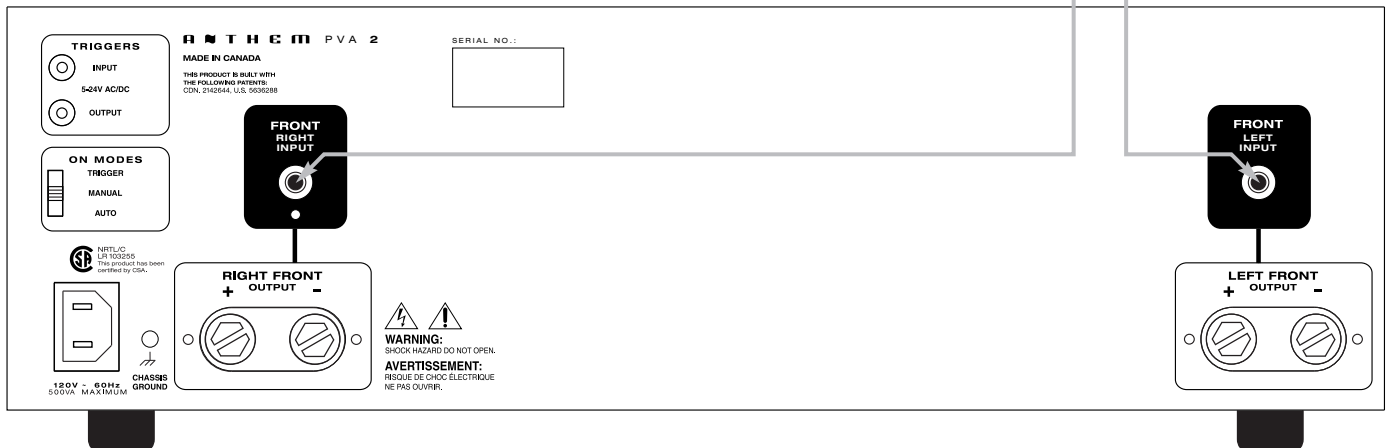 TRIGGERS
INPUT
5-24V AC/DC
OUTPUT
ANTHEM PVA 2
MADE IN CANADA
THIS PRODUCT IS BUILT WITH
THE FOLLOWING PATENTS:
CDN. 2142644, U.S. 5636288
SERIAL NO.:
ON MODES
TRIGGER
MANUAL
AUTO
FRONT
RIGHT
INPUT
FRONT
LEFT
INPUT
NRTL/C
LR 103255
This product has been
certified by CSA.
120V ~ 60Hz
500VA MAXIMUM
CHASSIS
GROUND
RIGHT FRONT
OUTPUT
+ -
WARNING:
SHOCK HAZARD DO NOT OPEN.
AVERTISSEMENT:
RISQUE DE CHOC ÉLECTRIQUE
NE PAS OUVRIR.
LEFT FRONT
OUTPUT
+ -